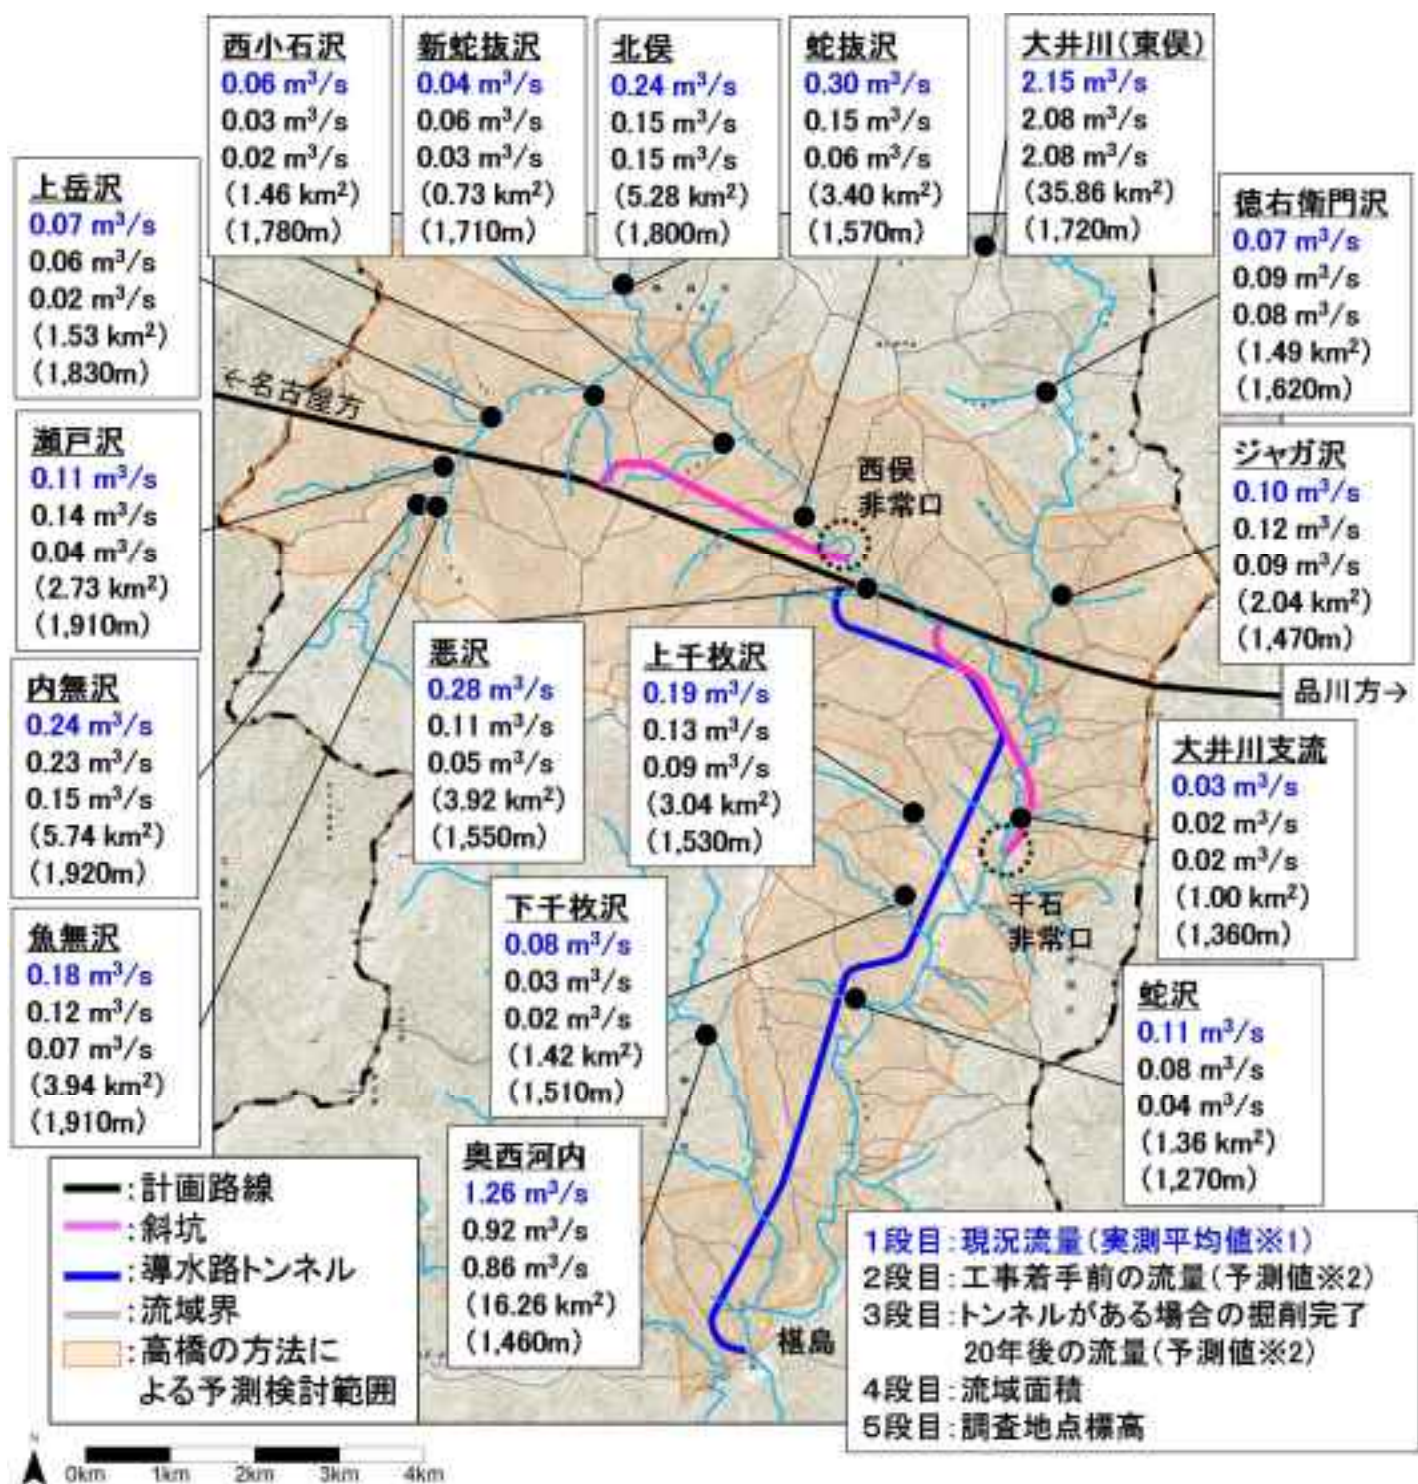 西小石沢
0.06 m³/s
0.03 m³/s
0.02 m³/s
(1.46 km²)
(1,780m)
新蛇抜沢
0.04 m³/s
0.06 m³/s
0.03 m³/s
(0.73 km²)
(1,710m)
北俣
0.24 m³/s
0.15 m³/s
0.15 m³/s
(5.28 km²)
(1,800m)
蛇抜沢
0.30 m³/s
0.15 m³/s
0.06 m³/s
(3.40 km²)
(1,570m)
大井川(東俣)
2.15 m³/s
2.08 m³/s
2.08 m³/s
(35.86 km²)
(1,720m)
上岳沢
0.07 m³/s
0.06 m³/s
0.02 m³/s
(1.53 km²)
(1,830m)
徳右衛門沢
0.07 m³/s
0.09 m³/s
0.08 m³/s
(1.49 km²)
(1,620m)
←名古屋方
瀬戸沢
0.11 m³/s
0.14 m³/s
0.04 m³/s
(2.73 km²)
(1,910m)
西俣
非常口
ジャガ沢
0.10 m³/s
0.12 m³/s
0.09 m³/s
(2.04 km²)
(1,470m)
内無沢
0.24 m³/s
0.23 m³/s
0.15 m³/s
(5.74 km²)
(1,920m)
悪沢
0.28 m³/s
0.11 m³/s
0.05 m³/s
(3.92 km²)
(1,550m)
上千枚沢
0.19 m³/s
0.13 m³/s
0.09 m³/s
(3.04 km²)
(1,530m)
品川方→
大井川支流
0.03 m³/s
0.02 m³/s
0.02 m³/s
(1.00 km²)
(1,360m)
魚無沢
0.18 m³/s
0.12 m³/s
0.07 m³/s
(3.94 km²)
(1,910m)
下千枚沢
0.08 m³/s
0.03 m³/s
0.02 m³/s
(1.42 km²)
(1,510m)
千石
非常口
蛇沢
0.11 m³/s
0.08 m³/s
0.04 m³/s
(1.36 km²)
(1,270m)
奥西河内
1.26 m³/s
0.92 m³/s
0.86 m³/s
(16.26 km²)
(1,460m)
椹島
:計画路線
:斜坑
:導水路トンネル
:流域界
:高橋の方法に
よる予測検討範囲
1段目:現況流量(実測平均値※1)
2段目:工事着手前の流量(予測値※2)
3段目:トンネルがある場合の掘削完了
20年後の流量(予測値※2)
4段目:流域面積
5段目:調査地点標高
N
0km 1km 2km 3km 4km